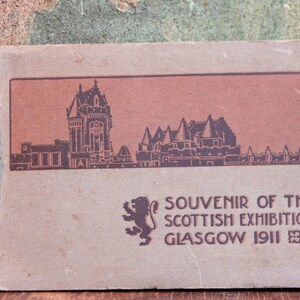 SOUVENIR OF TH
SCOTTISH EXHIBITIO
GLASGOW 1911